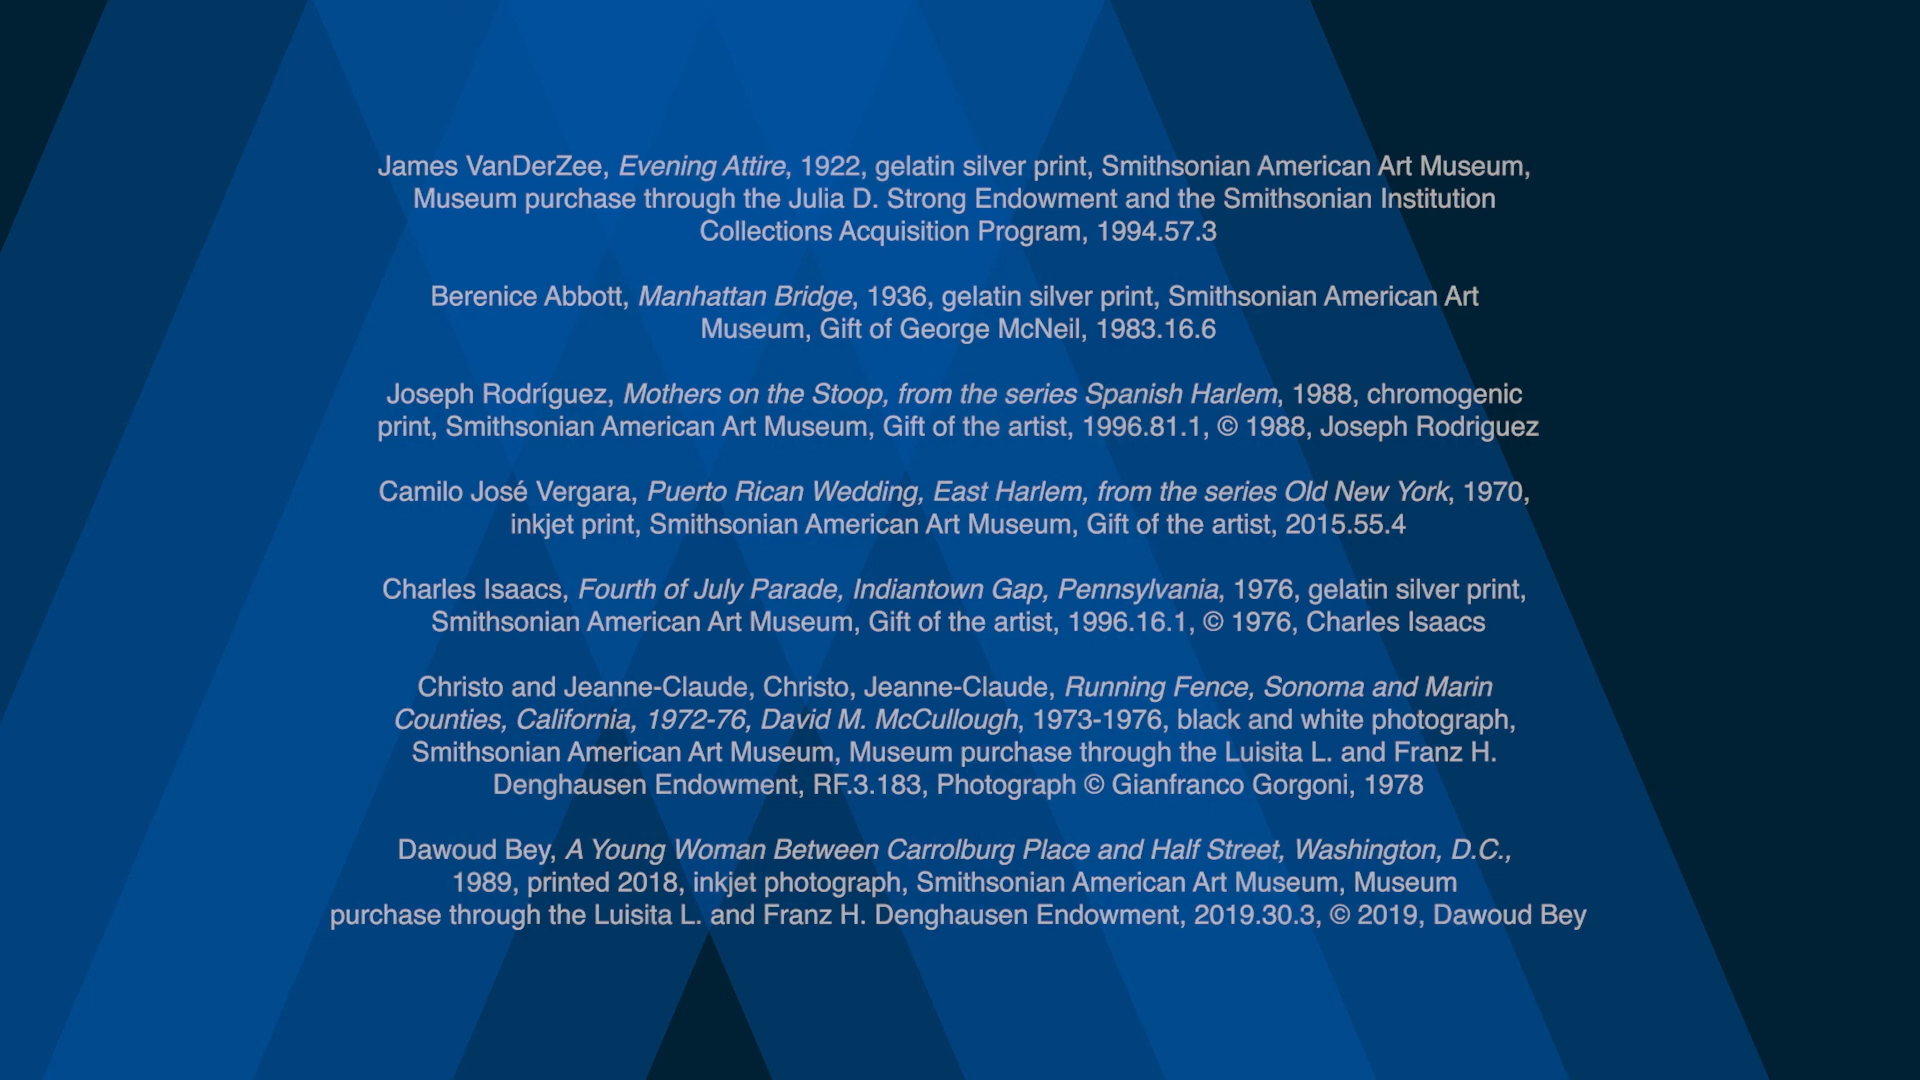 James VanDerZee, Evening Attire, 1922, gelatin silver print, Smithsonian American Art Museum,
Museum purchase through the Julia D. Strong Endowment and the Smithsonian Institution
Collections Acquisition Program, 1994.57.3
Berenice Abbott, Manhattan Bridge, 1936, gelatin silver print, Smithsonian American Art
Museum, Gift of George McNeil, 1983.16.6
Joseph Rodríguez, Mothers on the Stoop, from the series Spanish Harlem, 1988, chromogenic
print, Smithsonian American Art Museum, Gift of the artist, 1996.81.1, © 1988, Joseph Rodriguez
Camilo José Vergara, Puerto Rican Wedding, East Harlem, from the series Old New York, 1970,
inkjet print, Smithsonian American Art Museum, Gift of the artist, 2015.55.4
Charles Isaacs, Fourth of July Parade, Indiantown Gap, Pennsylvania, 1976, gelatin silver print,
Smithsonian American Art Museum, Gift of the artist, 1996.16.1, © 1976, Charles Isaacs
Christo and Jeanne-Claude, Christo, Jeanne-Claude, Running Fence, Sonoma and Marin
Counties, California, 1972-76, David M. McCullough, 1973-1976, black and white photograph,
Smithsonian American Art Museum, Museum purchase through the Luisita L. and Franz H.
Denghausen Endowment, RF.3.183, Photograph © Gianfranco Gorgoni, 1978
Dawoud Bey, A Young Woman Between Carrolburg Place and Half Street, Washington, D.C.,
1989, printed 2018, inkjet photograph, Smithsonian American Art Museum, Museum
purchase through the Luisita L. and Franz H. Denghausen Endowment, 2019.30.3, © 2019, Dawoud Bey